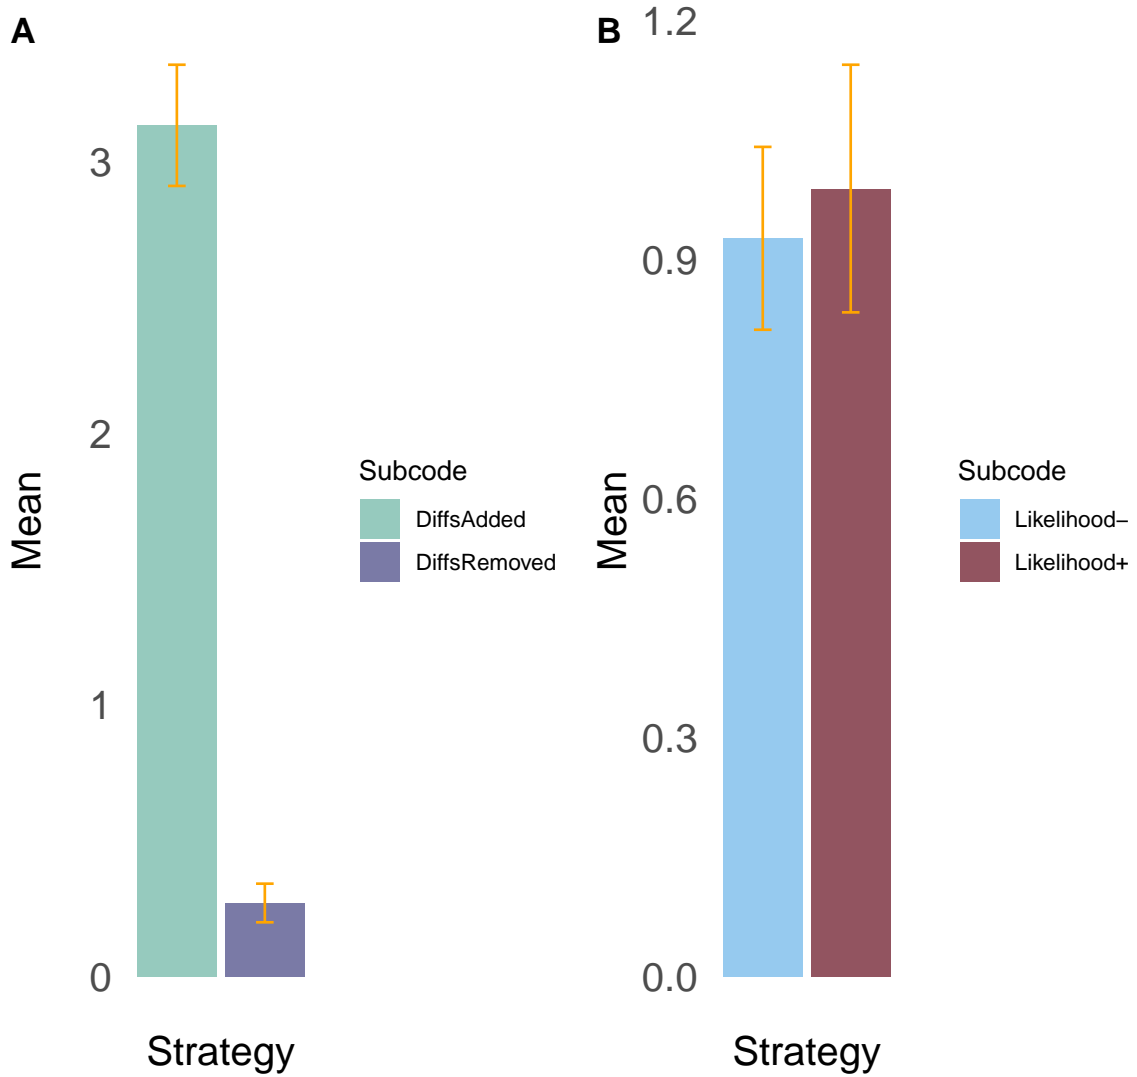 A
3
2
1
0
Mean
Strategy
Subcode
DiffsAdded
DiffsRemoved
B
1.2
0.9
0.6
0.3
0.0
Mean
Strategy
Subcode
Likelihood−
Likelihood+